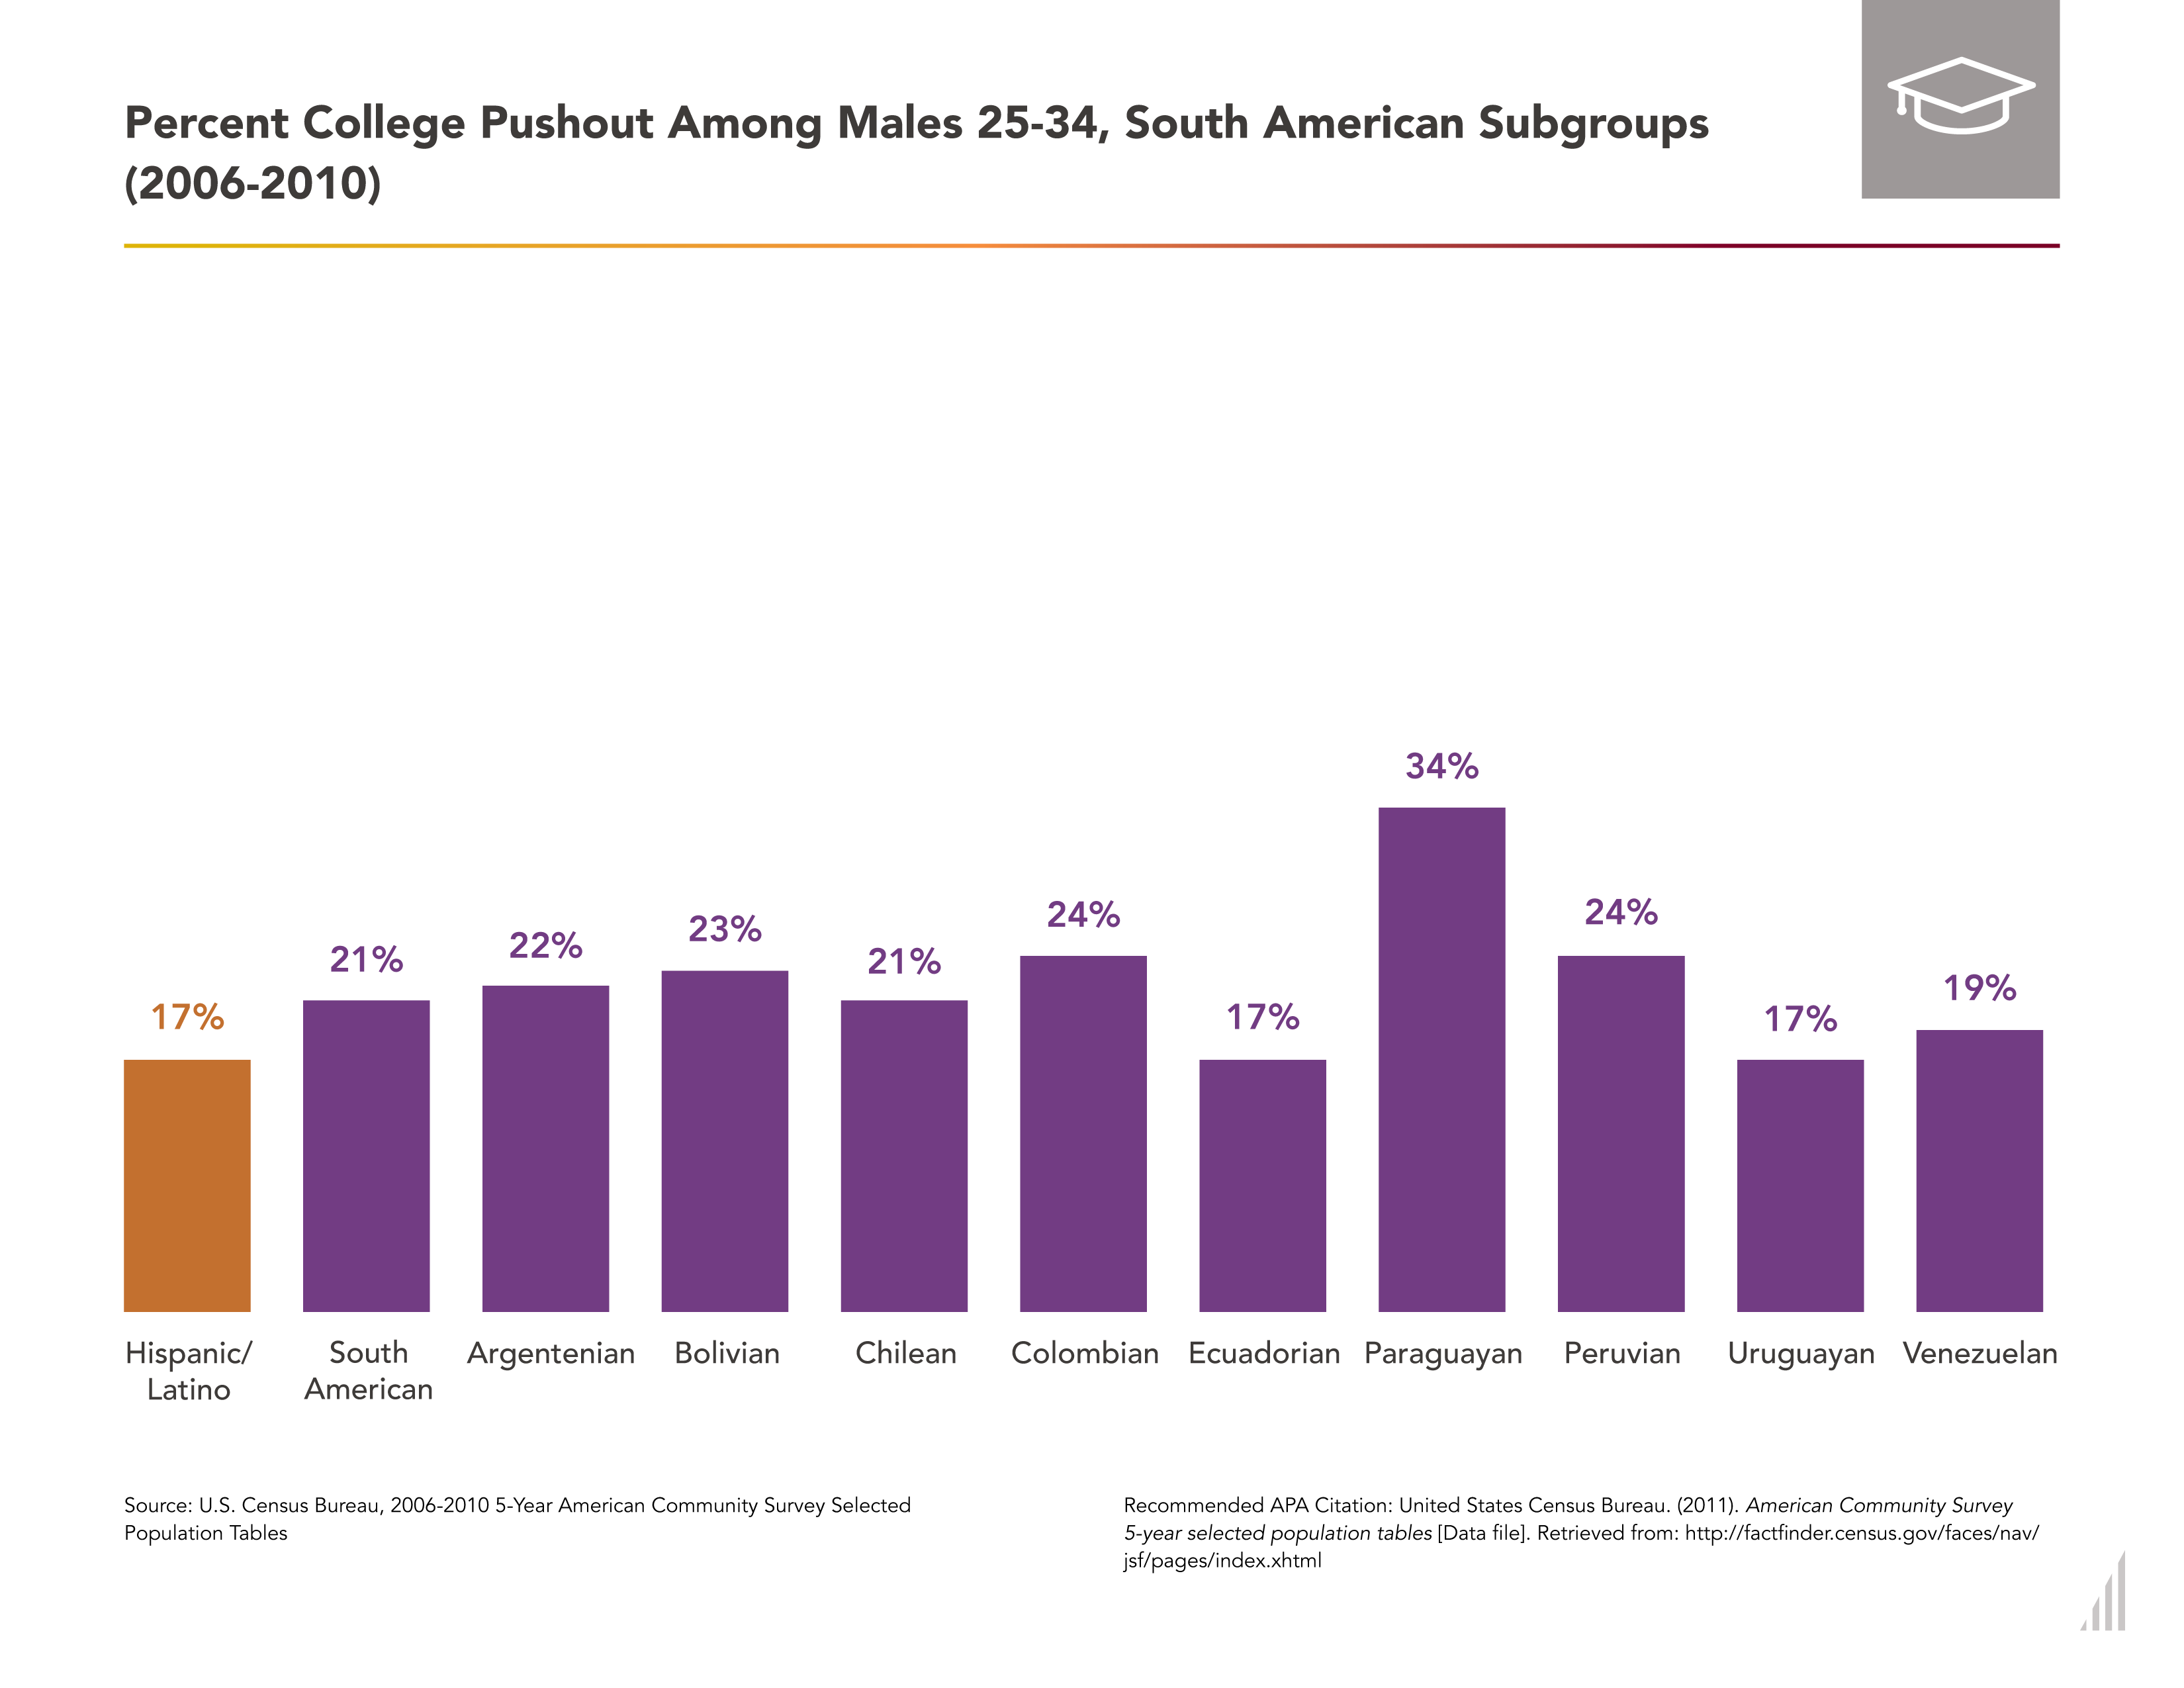 Percent College Pushout Among Males 25-34, South American Subgroups
(2006-2010)
34%
24%
24%
23%
22%
21%
21%
19%
17%
17%
17%
Hispanic/
Latino
South
American
Argentenian
Bolivian
Chilean
Colombian
Ecuadorian
Paraguayan
Peruvian
Uruguayan
Venezuelan
Source: U.S. Census Bureau, 2006-2010 5-Year American Community Survey Selected
Population Tables
Recommended APA Citation: United States Census Bureau. (2011). American Community Survey
5-year selected population tables [Data file]. Retrieved from: http://factfinder.census.gov/faces/nav/
jsf/pages/index.xhtml